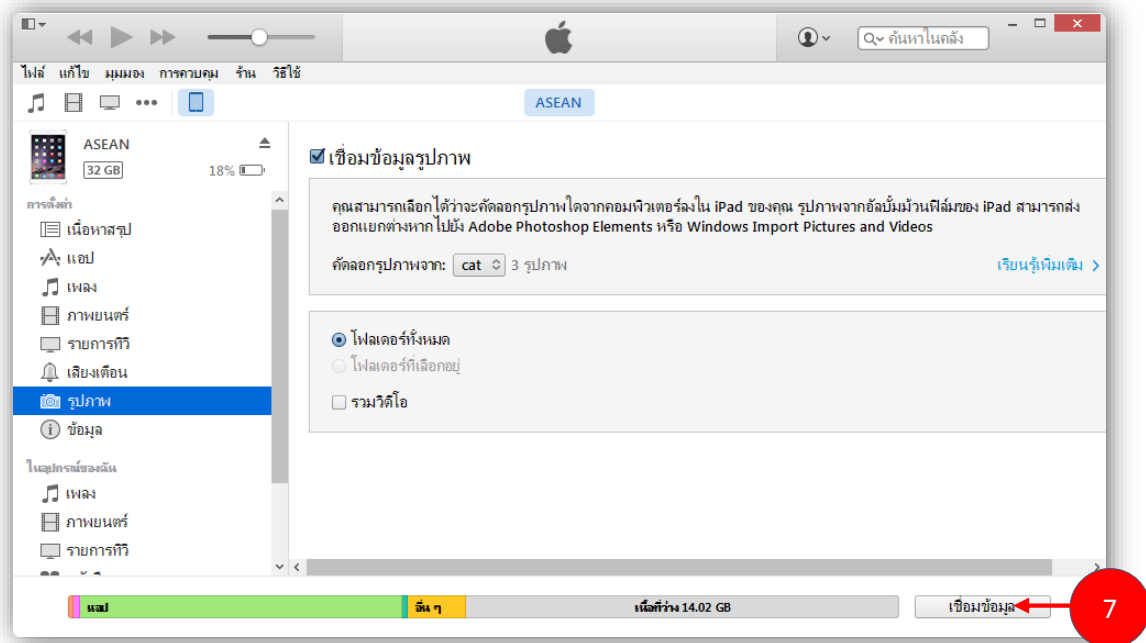 ค้นหาในคลัง
ไฟล์ แก้ไข มุมมอง การควบคุม ร้าน วิธีใช้
ASEAN
ASEAN
32 GB
18%
การตั้งค่า
เนื้อหาสรุป
แอป
เพลง
ภาพยนตร์
รายการทีวี
เสียงเตือน
รูปภาพ
ข้อมูล
ในอุปกรณ์ของฉัน
เพลง
ภาพยนตร์
รายการทีวี
เชื่อมข้อมูลรูปภาพ
คุณสามารถเลือกได้ว่าจะคัดลอกรูปภาพใดจากคอมพิวเตอร์ลงใน iPad ของคุณ รูปภาพจากอัลบั้มม้วนฟิล์มของ iPad สามารถส่ง
ออกแยกต่างหากไปยัง Adobe Photoshop Elements หรือ Windows Import Pictures and Videos
คัดลอกรูปภาพจาก: cat 3 รูปภาพ
เรียนรู้เพิ่มเติม
โฟลเดอร์ทั้งหมด
โฟลเดอร์ที่เลือกอยู่
รวมวิดีโอ
แอป
อื่น ๆ
เนื้อที่ว่าง 14.02 GB
เชื่อมข้อมูล
7